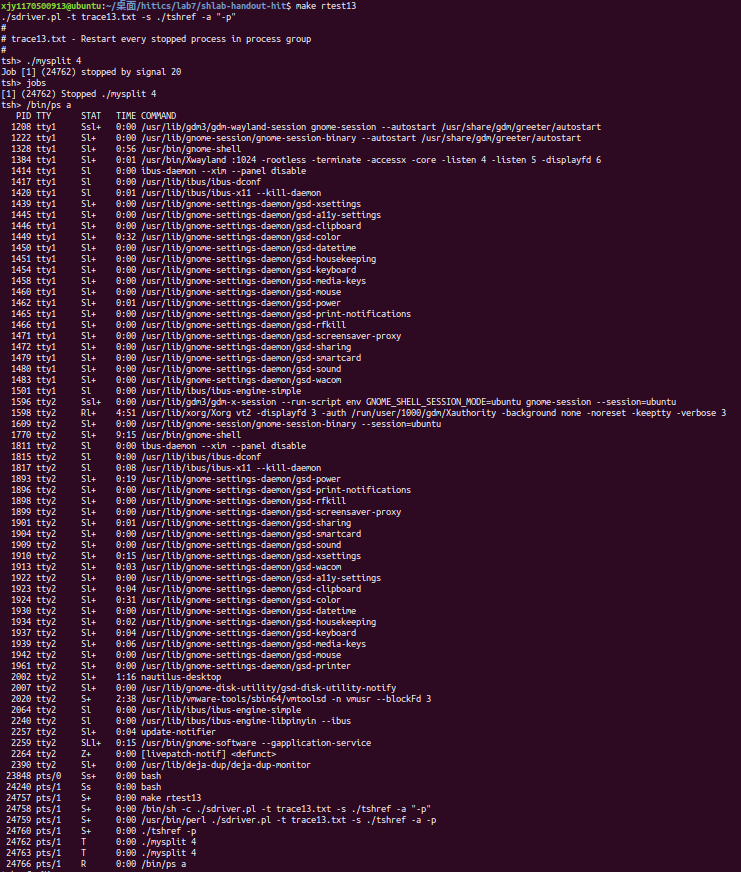 xjy1170500913@ubuntu:~/桌面/hitics/lab7/shlab-handout-hit$ make rtest13
./sdriver.pl -t trace13.txt -s ./tshref -a "-p"
#
# trace13.txt - Restart every stopped process in process group
#
tsh> ./mysplit 4
Job [1] (24762) stopped by signal 20
tsh> jobs
[1] (24762) Stopped ./mysplit 4
tsh> /bin/ps a
PID TTY STAT TIME COMMAND
1208 tty1 Ssl+ 0:00 /usr/lib/gdm3/gdm-wayland-session gnome-session --autostart /usr/share/gdm/greeter/autostart
1222 tty1 Sl+ 0:00 /usr/lib/gnome-session/gnome-session-binary --autostart /usr/share/gdm/greeter/autostart
1328 tty1 Sl+ 0:56 /usr/bin/gnome-shell
1384 tty1 Sl+ 0:01 /usr/bin/Xwayland :1024 -rootless -terminate -accessx -core -listen 4 -listen 5 -displayfd 6
1414 tty1 Sl 0:00 ibus-daemon --xim --panel disable
1417 tty1 Sl 0:00 /usr/lib/ibus/ibus-dconf
1420 tty1 Sl 0:01 /usr/lib/ibus/ibus-x11 --kill-daemon
1439 tty1 Sl+ 0:00 /usr/lib/gnome-settings-daemon/gsd-xsettings
1445 tty1 Sl+ 0:00 /usr/lib/gnome-settings-daemon/gsd-a11y-settings
1446 tty1 Sl+ 0:00 /usr/lib/gnome-settings-daemon/gsd-clipboard
1449 tty1 Sl+ 0:32 /usr/lib/gnome-settings-daemon/gsd-color
1450 tty1 Sl+ 0:00 /usr/lib/gnome-settings-daemon/gsd-datetime
1451 tty1 Sl+ 0:00 /usr/lib/gnome-settings-daemon/gsd-housekeeping
1454 tty1 Sl+ 0:00 /usr/lib/gnome-settings-daemon/gsd-keyboard
1458 tty1 Sl+ 0:00 /usr/lib/gnome-settings-daemon/gsd-media-keys
1460 tty1 Sl+ 0:00 /usr/lib/gnome-settings-daemon/gsd-mouse
1462 tty1 Sl+ 0:01 /usr/lib/gnome-settings-daemon/gsd-power
1465 tty1 Sl+ 0:00 /usr/lib/gnome-settings-daemon/gsd-print-notifications
1466 tty1 Sl+ 0:00 /usr/lib/gnome-settings-daemon/gsd-rfkill
1471 tty1 Sl+ 0:00 /usr/lib/gnome-settings-daemon/gsd-screensaver-proxy
1472 tty1 Sl+ 0:00 /usr/lib/gnome-settings-daemon/gsd-sharing
1479 tty1 Sl+ 0:00 /usr/lib/gnome-settings-daemon/gsd-smartcard
1480 tty1 Sl+ 0:00 /usr/lib/gnome-settings-daemon/gsd-sound
1483 tty1 Sl+ 0:00 /usr/lib/gnome-settings-daemon/gsd-wacom
1501 tty1 Sl 0:00 /usr/lib/ibus/ibus-engine-simple
1596 tty2 Ssl+ 0:00 /usr/lib/gdm3/gdm-x-session --run-script env GNOME_SHELL_SESSION_MODE=ubuntu gnome-session --session=ubuntu
1598 tty2 Rl+ 4:51 /usr/lib/xorg/Xorg vt2 -displayfd 3 -auth /run/user/1000/gdm/Xauthority -background none -noreset -keeptty -verbose 3
1609 tty2 Sl+ 0:00 /usr/lib/gnome-session/gnome-session-binary --session=ubuntu
1770 tty2 Sl+ 9:15 /usr/bin/gnome-shell
1811 tty2 Sl 0:00 ibus-daemon --xim --panel disable
1815 tty2 Sl 0:00 /usr/lib/ibus/ibus-dconf
1817 tty2 Sl 0:08 /usr/lib/ibus/ibus-x11 --kill-daemon
1893 tty2 Sl+ 0:19 /usr/lib/gnome-settings-daemon/gsd-power
1896 tty2 Sl+ 0:00 /usr/lib/gnome-settings-daemon/gsd-print-notifications
1898 tty2 Sl+ 0:00 /usr/lib/gnome-settings-daemon/gsd-rfkill
1899 tty2 Sl+ 0:00 /usr/lib/gnome-settings-daemon/gsd-screensaver-proxy
1901 tty2 Sl+ 0:01 /usr/lib/gnome-settings-daemon/gsd-sharing
1904 tty2 Sl+ 0:00 /usr/lib/gnome-settings-daemon/gsd-smartcard
1909 tty2 Sl+ 0:00 /usr/lib/gnome-settings-daemon/gsd-sound
1910 tty2 Sl+ 0:15 /usr/lib/gnome-settings-daemon/gsd-xsettings
1913 tty2 Sl+ 0:03 /usr/lib/gnome-settings-daemon/gsd-wacom
1922 tty2 Sl+ 0:00 /usr/lib/gnome-settings-daemon/gsd-a11y-settings
1923 tty2 Sl+ 0:04 /usr/lib/gnome-settings-daemon/gsd-clipboard
1924 tty2 Sl+ 0:31 /usr/lib/gnome-settings-daemon/gsd-color
1930 tty2 Sl+ 0:00 /usr/lib/gnome-settings-daemon/gsd-datetime
1934 tty2 Sl+ 0:02 /usr/lib/gnome-settings-daemon/gsd-housekeeping
1937 tty2 Sl+ 0:04 /usr/lib/gnome-settings-daemon/gsd-keyboard
1939 tty2 Sl+ 0:06 /usr/lib/gnome-settings-daemon/gsd-media-keys
1942 tty2 Sl+ 0:00 /usr/lib/gnome-settings-daemon/gsd-mouse
1961 tty2 Sl+ 0:00 /usr/lib/gnome-settings-daemon/gsd-printer
2002 tty2 Sl+ 1:16 nautilus-desktop
2007 tty2 Sl+ 0:00 /usr/lib/gnome-disk-utility/gsd-disk-utility-notify
2020 tty2 S+ 2:38 /usr/lib/vmware-tools/sbin64/vmtoolsd -n vmusr --blockFd 3
2064 tty2 Sl 0:00 /usr/lib/ibus/ibus-engine-simple
2240 tty2 Sl 0:00 /usr/lib/ibus/ibus-engine-libpinyin --ibus
2257 tty2 Sl+ 0:04 update-notifier
2259 tty2 SLl+ 0:15 /usr/bin/gnome-software --gapplication-service
2264 tty2 Z+ 0:00 [livepatch-notif] <defunct>
2390 tty2 Sl+ 0:00 /usr/lib/deja-dup/deja-dup-monitor
23848 pts/0 Ss+ 0:00 bash
24240 pts/1 Ss 0:00 bash
24757 pts/1 S+ 0:00 make rtest13
24758 pts/1 S+ 0:00 /bin/sh -c ./sdriver.pl -t trace13.txt -s ./tshref -a "-p"
24759 pts/1 S+ 0:00 /usr/bin/perl ./sdriver.pl -t trace13.txt -s ./tshref -a -p
24760 pts/1 S+ 0:00 ./tshref -p
24762 pts/1 T 0:00 ./mysplit 4
24763 pts/1 T 0:00 ./mysplit 4
24766 pts/1 R 0:00 /bin/ps a